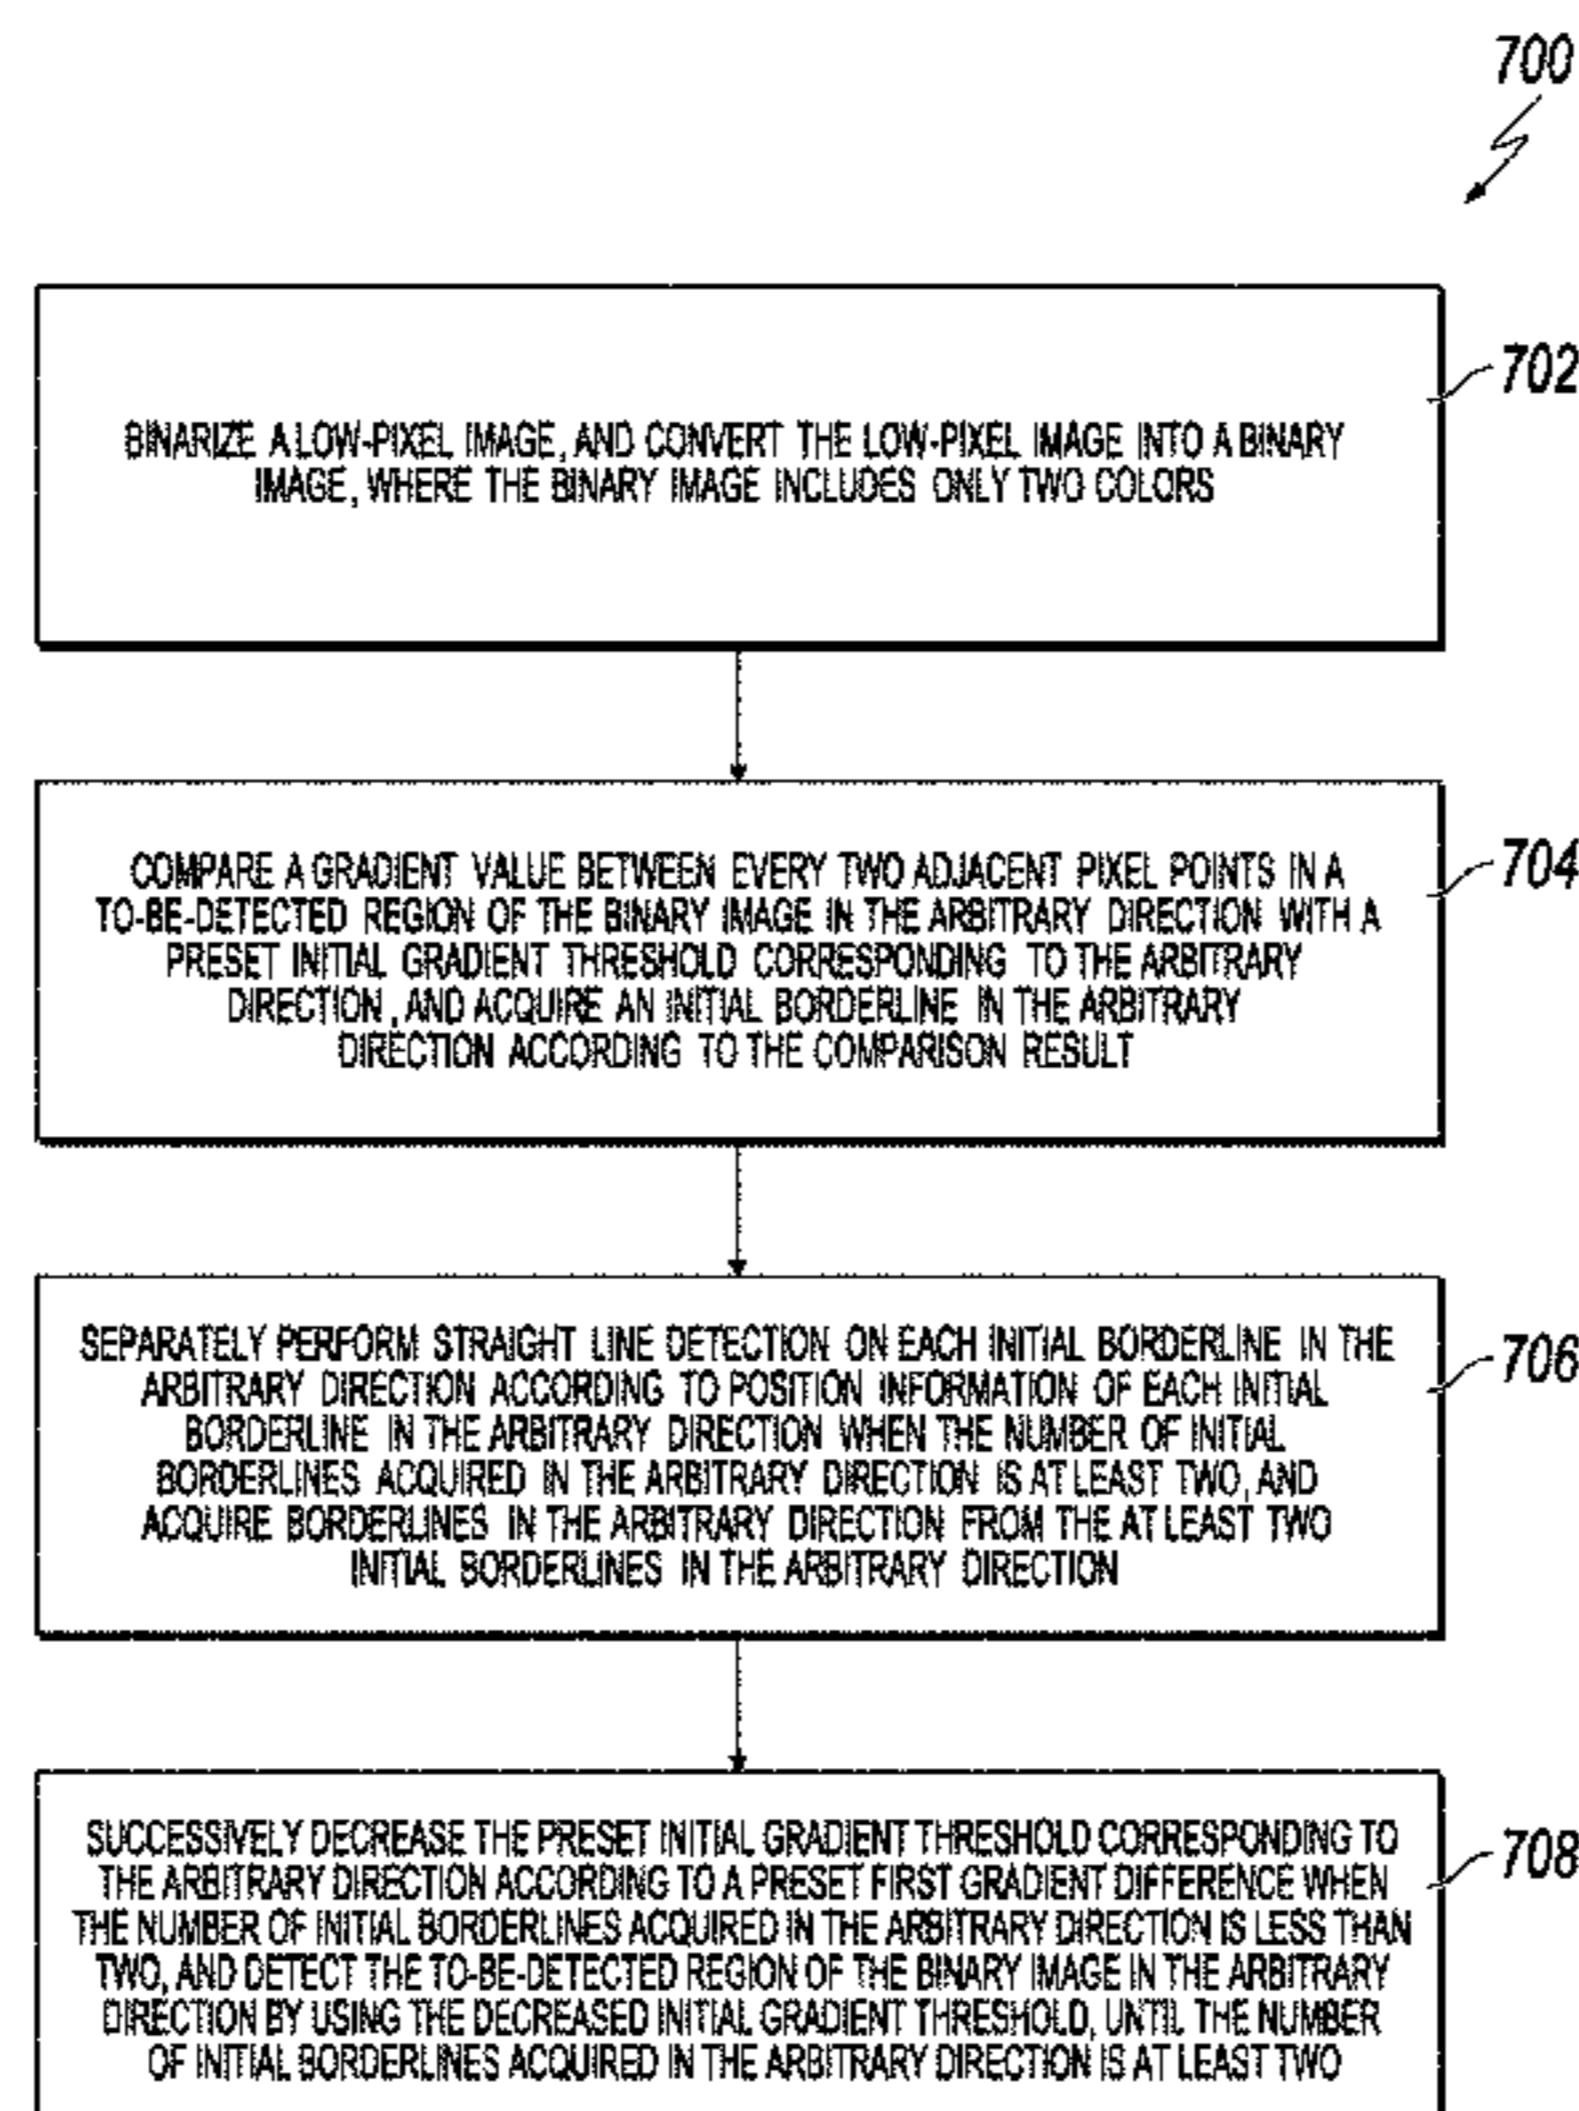 700
702
BINARIZE A LOW-PIXEL IMAGE, AND CONVERT THE LOW-PIXEL IMAGE INTO A BINARY
IMAGE, WHERE THE BINARY IMAGE INCLUDES ONLY TWO COLORS
704
COMPARE A GRADIENT VALUE BETWEEN EVERY TWO ADJACENT PIXEL POINTS IN A
TO-BE-DETECTED REGION OF THE BINARY IMAGE IN THE ARBITRARY DIRECTION WITH A
PRESET INITIAL GRADIENT THRESHOLD CORRESPONDING TO THE ARBITRARY
DIRECTION, AND ACQUIRE AN INITIAL BORDERLINE IN THE ARBITRARY
DIRECTION ACCORDING TO THE COMPARISON RESULT
706
SEPARATELY PERFORM STRAIGHT LINE DETECTION ON EACH INITIAL BORDERLINE IN THE
ARBITRARY DIRECTION ACCORDING TO POSITION INFORMATION OF EACH INITIAL
BORDERLINE IN THE ARBITRARY DIRECTION WHEN THE NUMBER OF INITIAL
BORDERLINES ACQUIRED IN THE ARBITRARY DIRECTION IS AT LEAST TWO, AND
ACQUIRE BORDERLINES IN THE ARBITRARY DIRECTION FROM THE AT LEAST TWO
INITIAL BORDERLINES IN THE ARBITRARY DIRECTION
708
SUCCESSIVELY DECREASE THE PRESET INITIAL GRADIENT THRESHOLD CORRESPONDING TO
THE ARBITRARY DIRECTION ACCORDING TO A PRESET FIRST GRADIENT DIFFERENCE WHEN
THE NUMBER OF INITIAL BORDERLINES ACQUIRED IN THE ARBITRARY DIRECTION IS LESS THAN
TWO, AND DETECT THE TO-BE-DETECTED REGION OF THE BINARY IMAGE IN THE ARBITRARY
DIRECTION BY USING THE DECREASED INITIAL GRADIENT THRESHOLD, UNTIL THE NUMBER
OF INITIAL BORDERLINES ACQUIRED IN THE ARBITRARY DIRECTION IS AT LEAST TWO